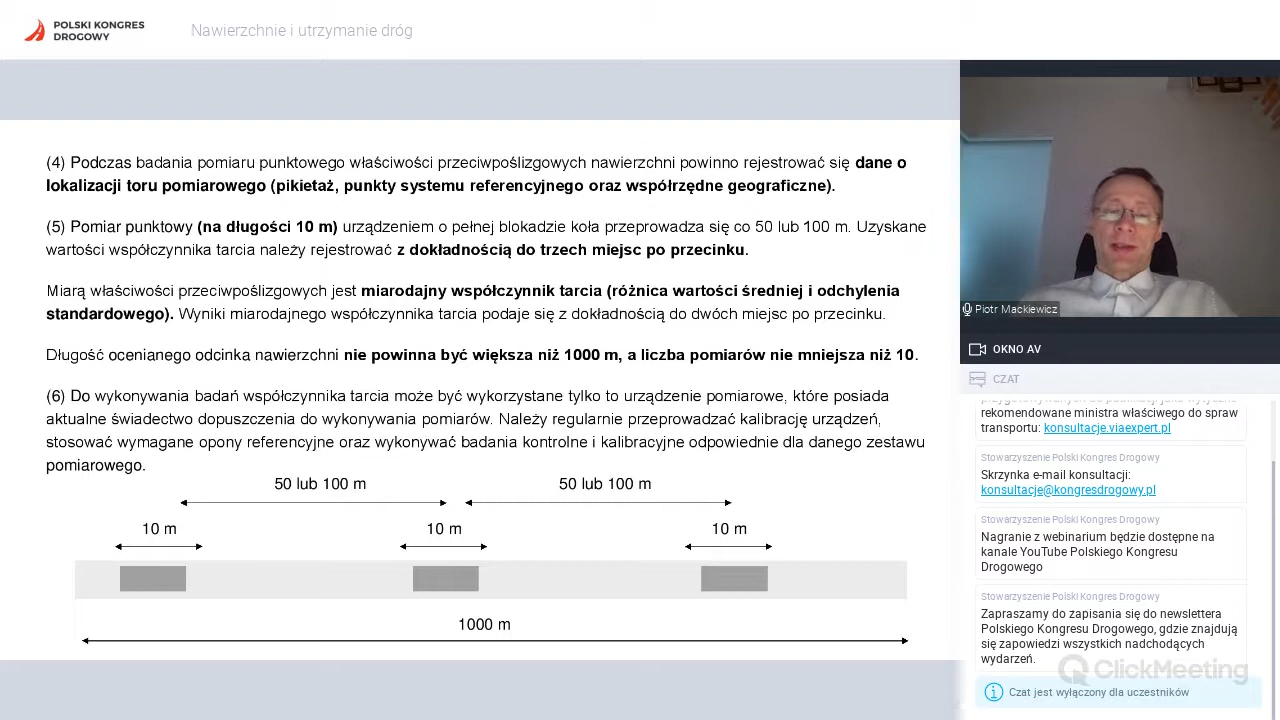 POLSKI KONGRES
DROGOWY
Nawierzchnie i utrzymanie dróg
(4) Podczas badania pomiaru punktowego właściwości przeciwpoślizgowych nawierzchni powinno rejestrować się dane o
lokalizacji toru pomiarowego (pikietaż, punkty systemu referencyjnego oraz współrzędne geograficzne).
(5) Pomiar punktowy (na długości 10 m) urządzeniem o pełnej blokadzie koła przeprowadza się co 50 lub 100 m. Uzyskane
wartości współczynnika tarcia należy rejestrować z dokładnością do trzech miejsc po przecinku.
Miarą właściwości przeciwpoślizgowych jest miarodajny współczynnik tarcia (różnica wartości średniej i odchylenia
standardowego). Wyniki miarodajnego współczynnika tarcia podaje się z dokładnością do dwóch miejsc po przecinku.
Długość ocenianego odcinka nawierzchni nie powinna być większa niż 1000 m, a liczba pomiarów nie mniejsza niż 10.
(6) Do wykonywania badań współczynnika tarcia może być wykorzystane tylko to urządzenie pomiarowe, które posiada
aktualne świadectwo dopuszczenia do wykonywania pomiarów. Należy regularnie przeprowadzać kalibrację urządzeń,
stosować wymagane opony referencyjne oraz wykonywać badania kontrolne i kalibracyjne odpowiednie dla danego zestawu
pomiarowego.
50 lub 100 m 50 lub 100 m
10 m 10 m 10 m
1000 m
Piotr Mackiewicz
OKNO AV
CZAT
rekomendowane ministra właściwego do spraw
transportu: konsultacje.viaexpert.pl
Stowarzyszenie Polski Kongres Drogowy
Skrzynka e-mail konsultacji:
konsultacje@kongresdrogowy.pl
Stowarzyszenie Polski Kongres Drogowy
Nagranie z webinarium będzie dostępne na
kanale YouTube Polskiego Kongresu
Drogowego
Stowarzyszenie Polski Kongres Drogowy
Zapraszamy do zapisania się do newslettera
Polskiego Kongresu Drogowego, gdzie znajdują
się zapowiedzi wszystkich nadchodzących
wydarzeń.
ClickMeeting
Czat jest wyłączony dla uczestników